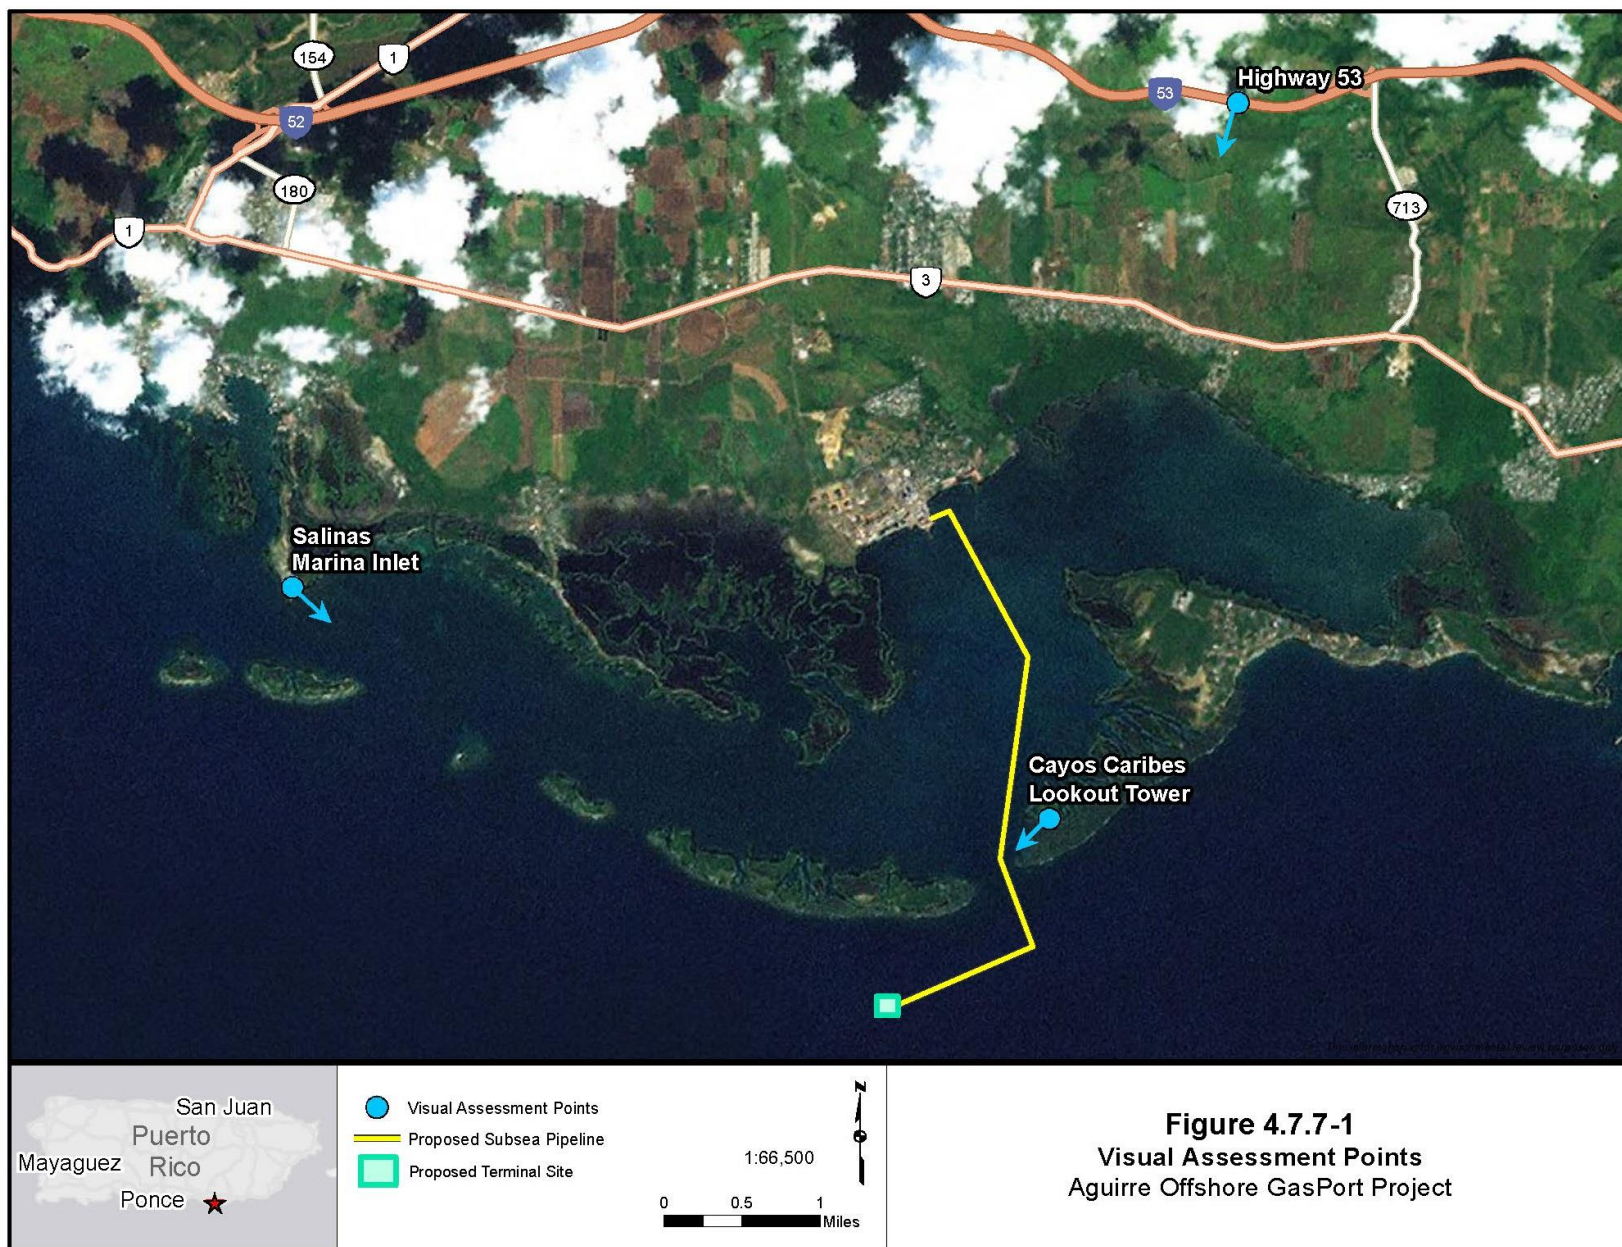 154
1
Highway 53
53
52
180
713
1
3
Salinas
Marina Inlet
Cayos Caribes
Lookout Tower
San Juan
Puerto
Rico
Mayaguez
Ponce
Visual Assessment Points
Proposed Subsea Pipeline
Proposed Terminal Site
1:66,500
0 0.5 1
Miles
N
Figure 4.7.7-1
Visual Assessment Points
Aguirre Offshore GasPort Project